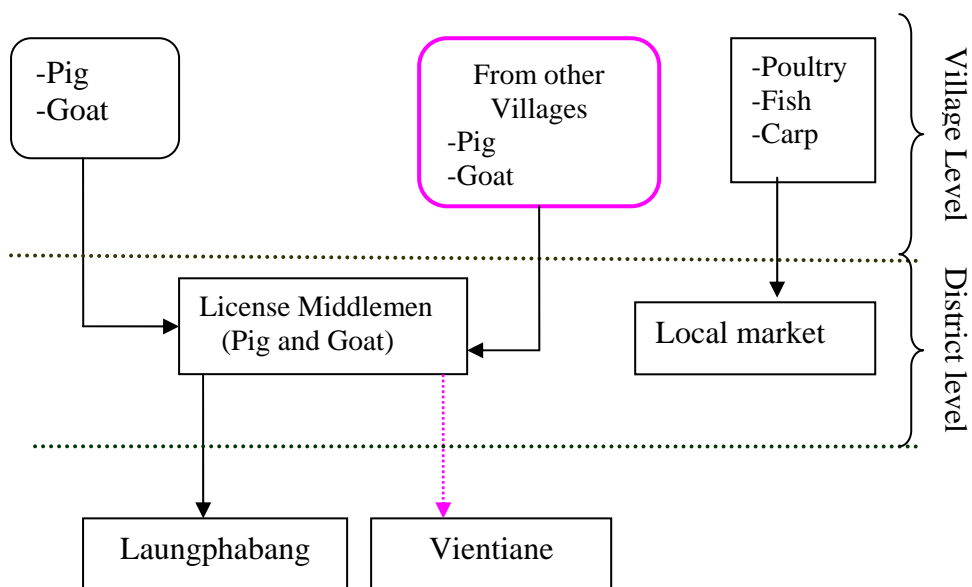 -Pig
-Goat
From other
Villages
-Pig
-Goat
-Poultry
-Fish
-Carp
Village Level
License Middlemen
(Pig and Goat)
Local market
District level
Laungphabang
Vientiane